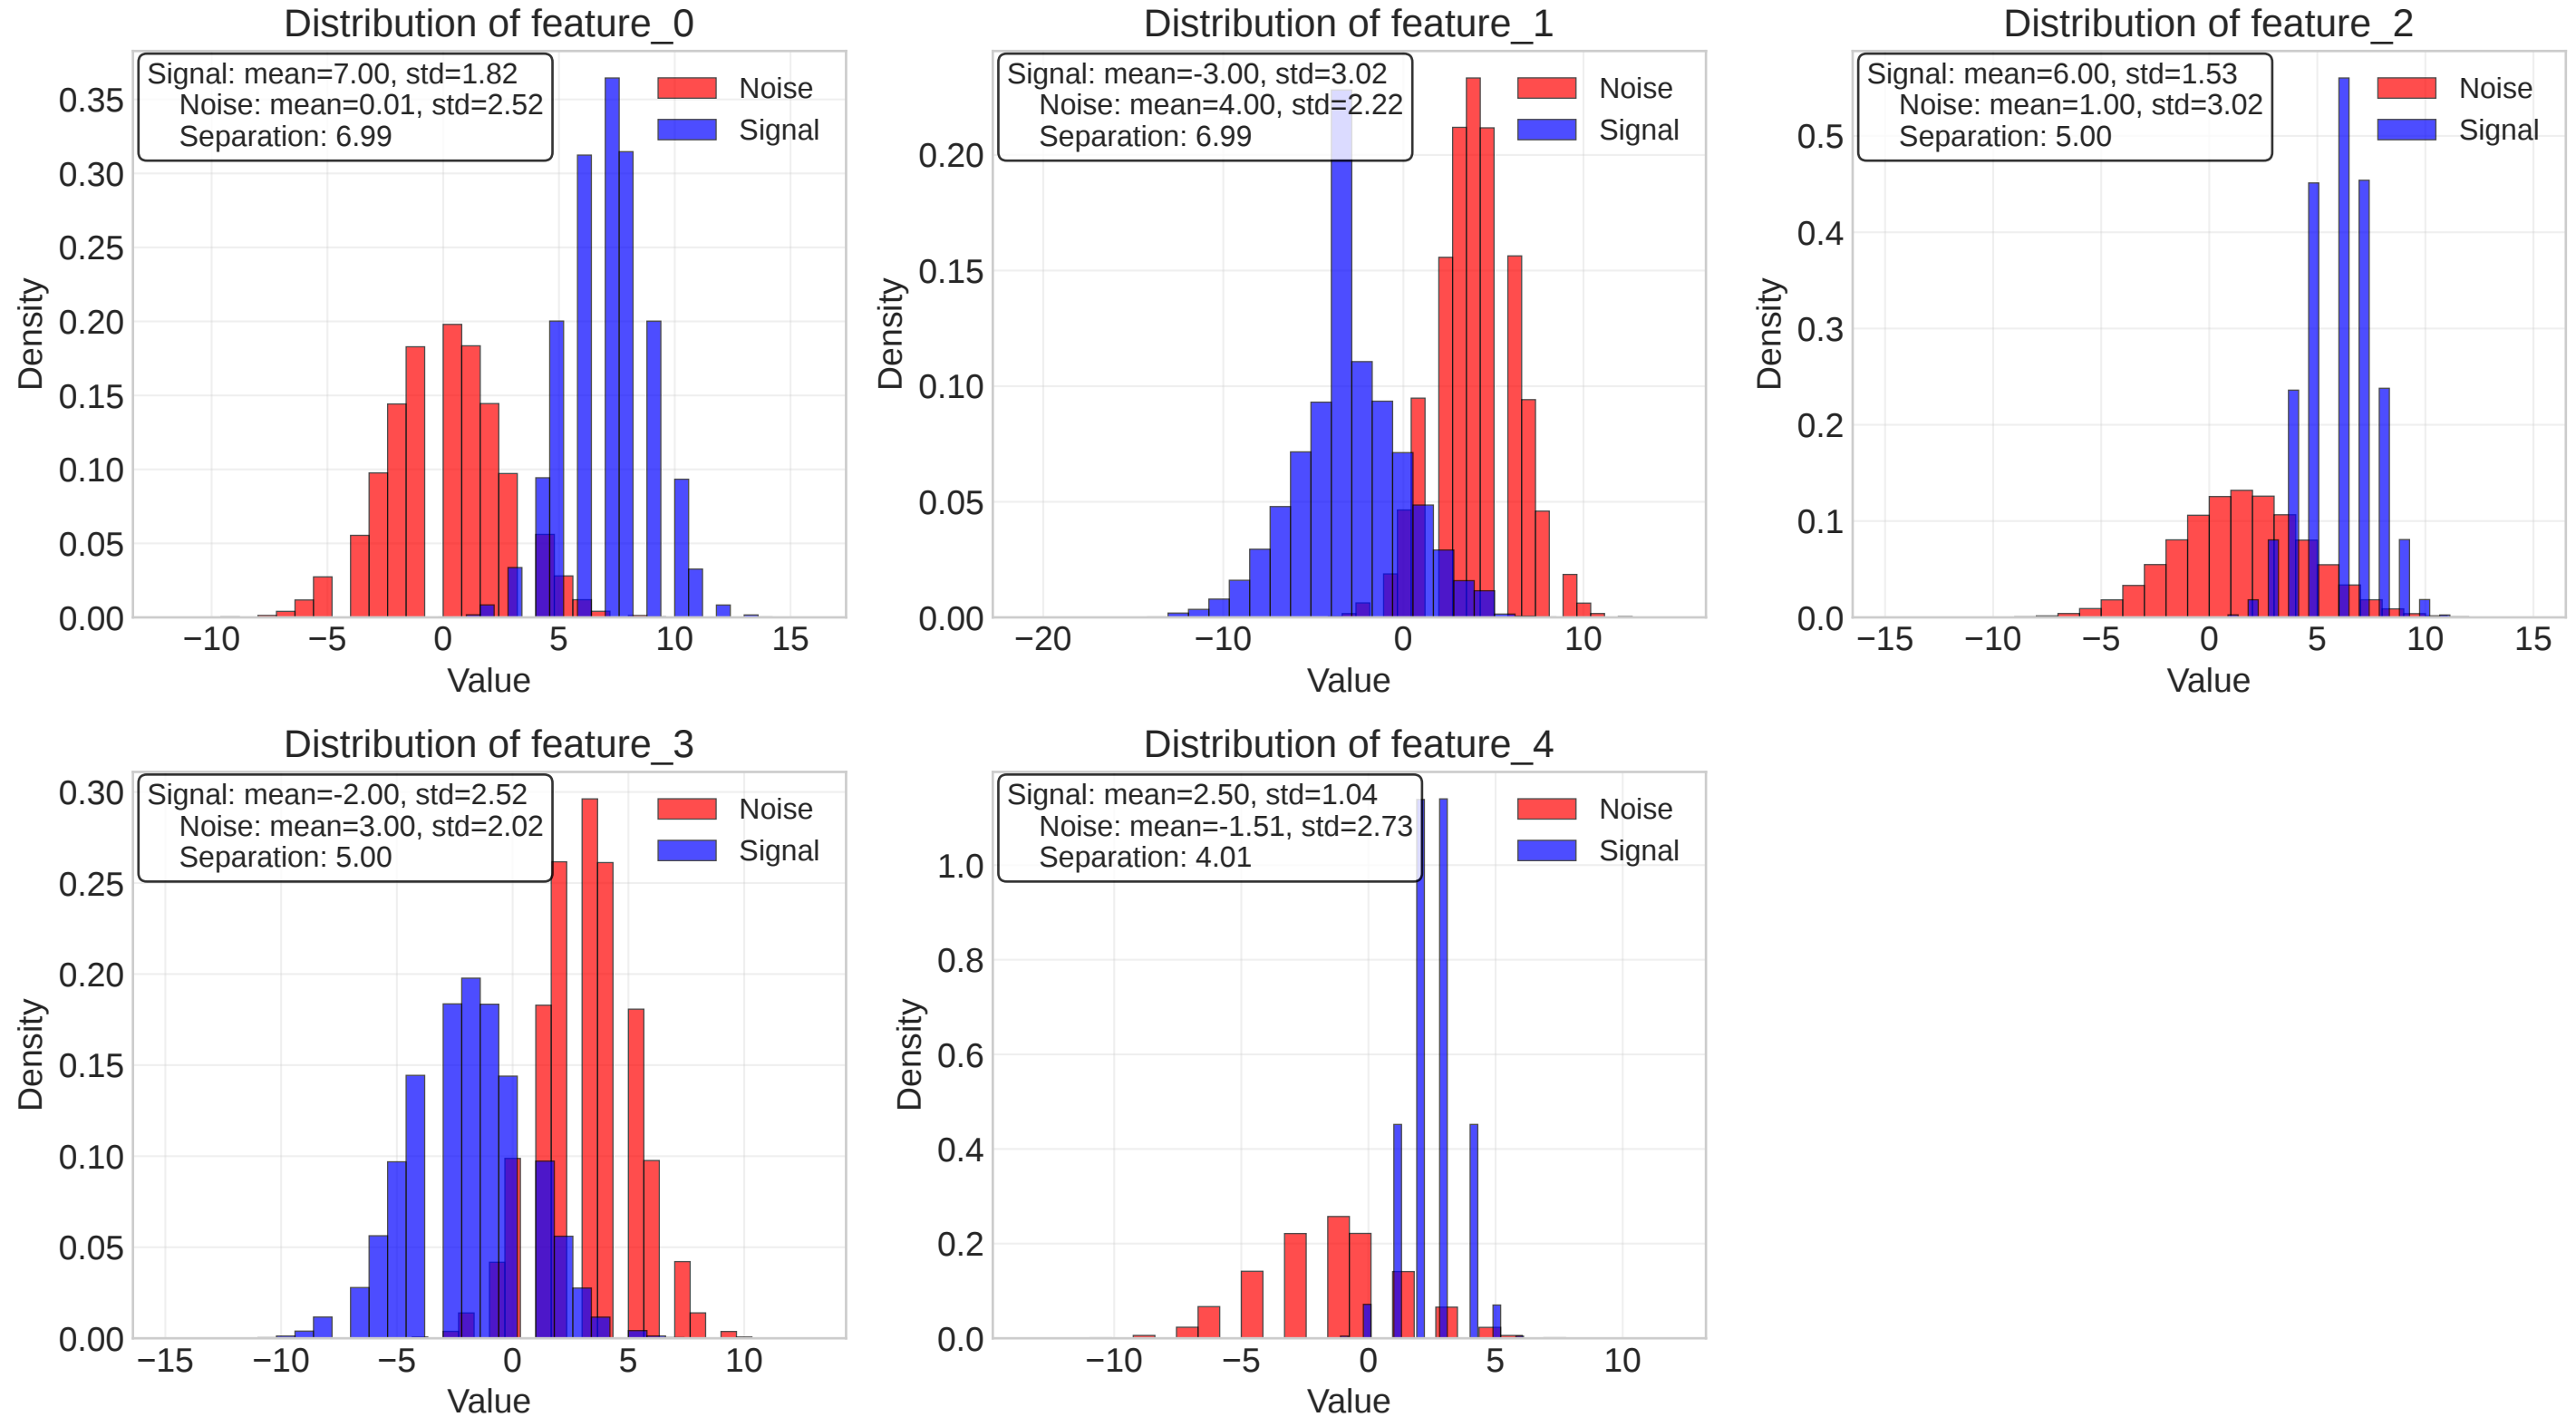 Distribution of feature_0
Signal: mean=7.00, std=1.82
Noise: mean=0.01, std=2.52
Separation: 6.99
Noise
Signal
Density
0.35
0.30
0.25
0.20
0.15
0.10
0.05
0.00
−10 −5 0 5 10 15
Value
Distribution of feature_1
Signal: mean=-3.00, std=3.02
Noise: mean=4.00, std=2.22
Separation: 6.99
Noise
Signal
Density
0.20
0.15
0.10
0.05
0.00
−20 −10 0 10
Value
Distribution of feature_2
Signal: mean=6.00, std=1.53
Noise: mean=1.00, std=3.02
Separation: 5.00
Noise
Signal
Density
0.5
0.4
0.3
0.2
0.1
0.0
−15 −10 −5 0 5 10 15
Value
Distribution of feature_3
Signal: mean=-2.00, std=2.52
Noise: mean=3.00, std=2.02
Separation: 5.00
Noise
Signal
Density
0.30
0.25
0.20
0.15
0.10
0.05
0.00
−15 −10 −5 0 5 10
Value
Distribution of feature_4
Signal: mean=2.50, std=1.04
Noise: mean=-1.51, std=2.73
Separation: 4.01
Noise
Signal
Density
1.0
0.8
0.6
0.4
0.2
0.0
−10 −5 0 5 10
Value